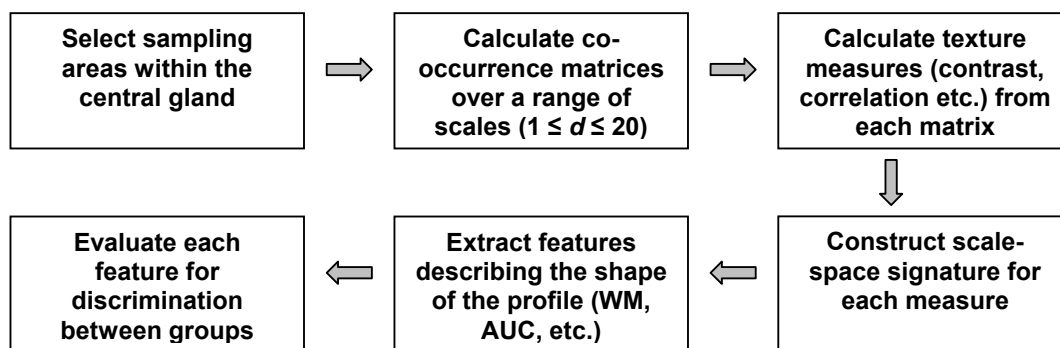 Select sampling
areas within the
central gland
Calculate co-
occurrence matrices
over a range of
scales (1 ≤ d ≤ 20)
Calculate texture
measures (contrast,
correlation etc.) from
each matrix
Construct scale-
space signature for
each measure
Extract features
describing the shape
of the profile (WM,
AUC, etc.)
Evaluate each
feature for
discrimination
between groups